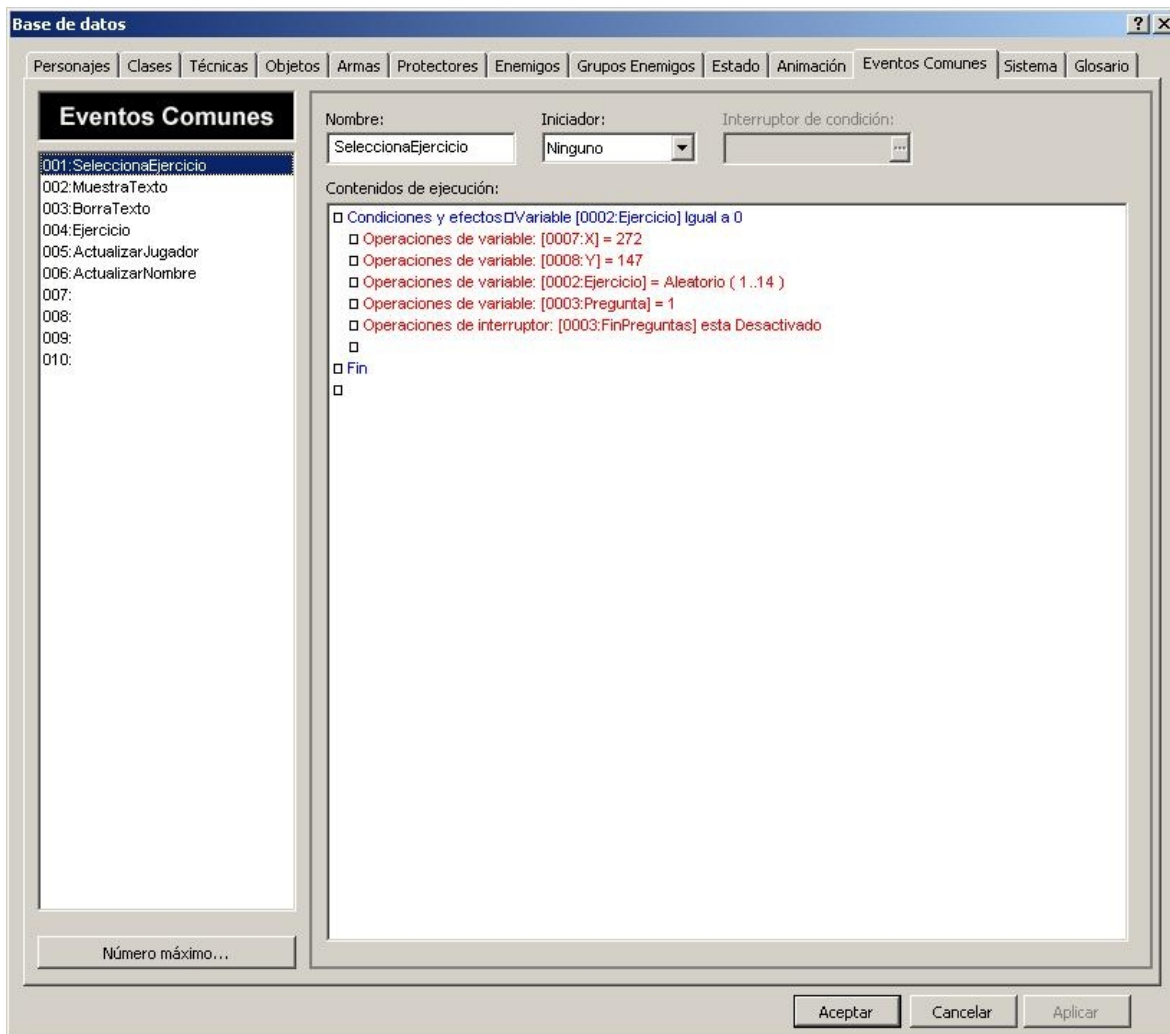 Base de datos
Personajes Clases Técnicas Objetos Armas Protectores Enemigos Grupos Enemigos Estado Animación Eventos Comunes Sistema Glosario
Eventos Comunes
001:SeleccionaEjercicio
002:MuestraTexto
003:BorraTexto
004:Ejercicio
005:ActualizarJugador
006:ActualizarNombre
007:
008:
009:
010:
Número máximo...
Nombre: Iniciador: Interruptor de condición:
SeleccionaEjercicio Ninguno ...
Contenidos de ejecución:
Condiciones y efectos Variable [0002:Ejercicio] Igual a 0
Operaciones de variable: [0007:X] = 272
Operaciones de variable: [0008:Y] = 147
Operaciones de variable: [0002:Ejercicio] = Aleatorio ( 1..14 )
Operaciones de variable: [0003:Pregunta] = 1
Operaciones de interruptor: [0003:FinPreguntas] esta Desactivado
Fin
Aceptar Cancelar Aplicar